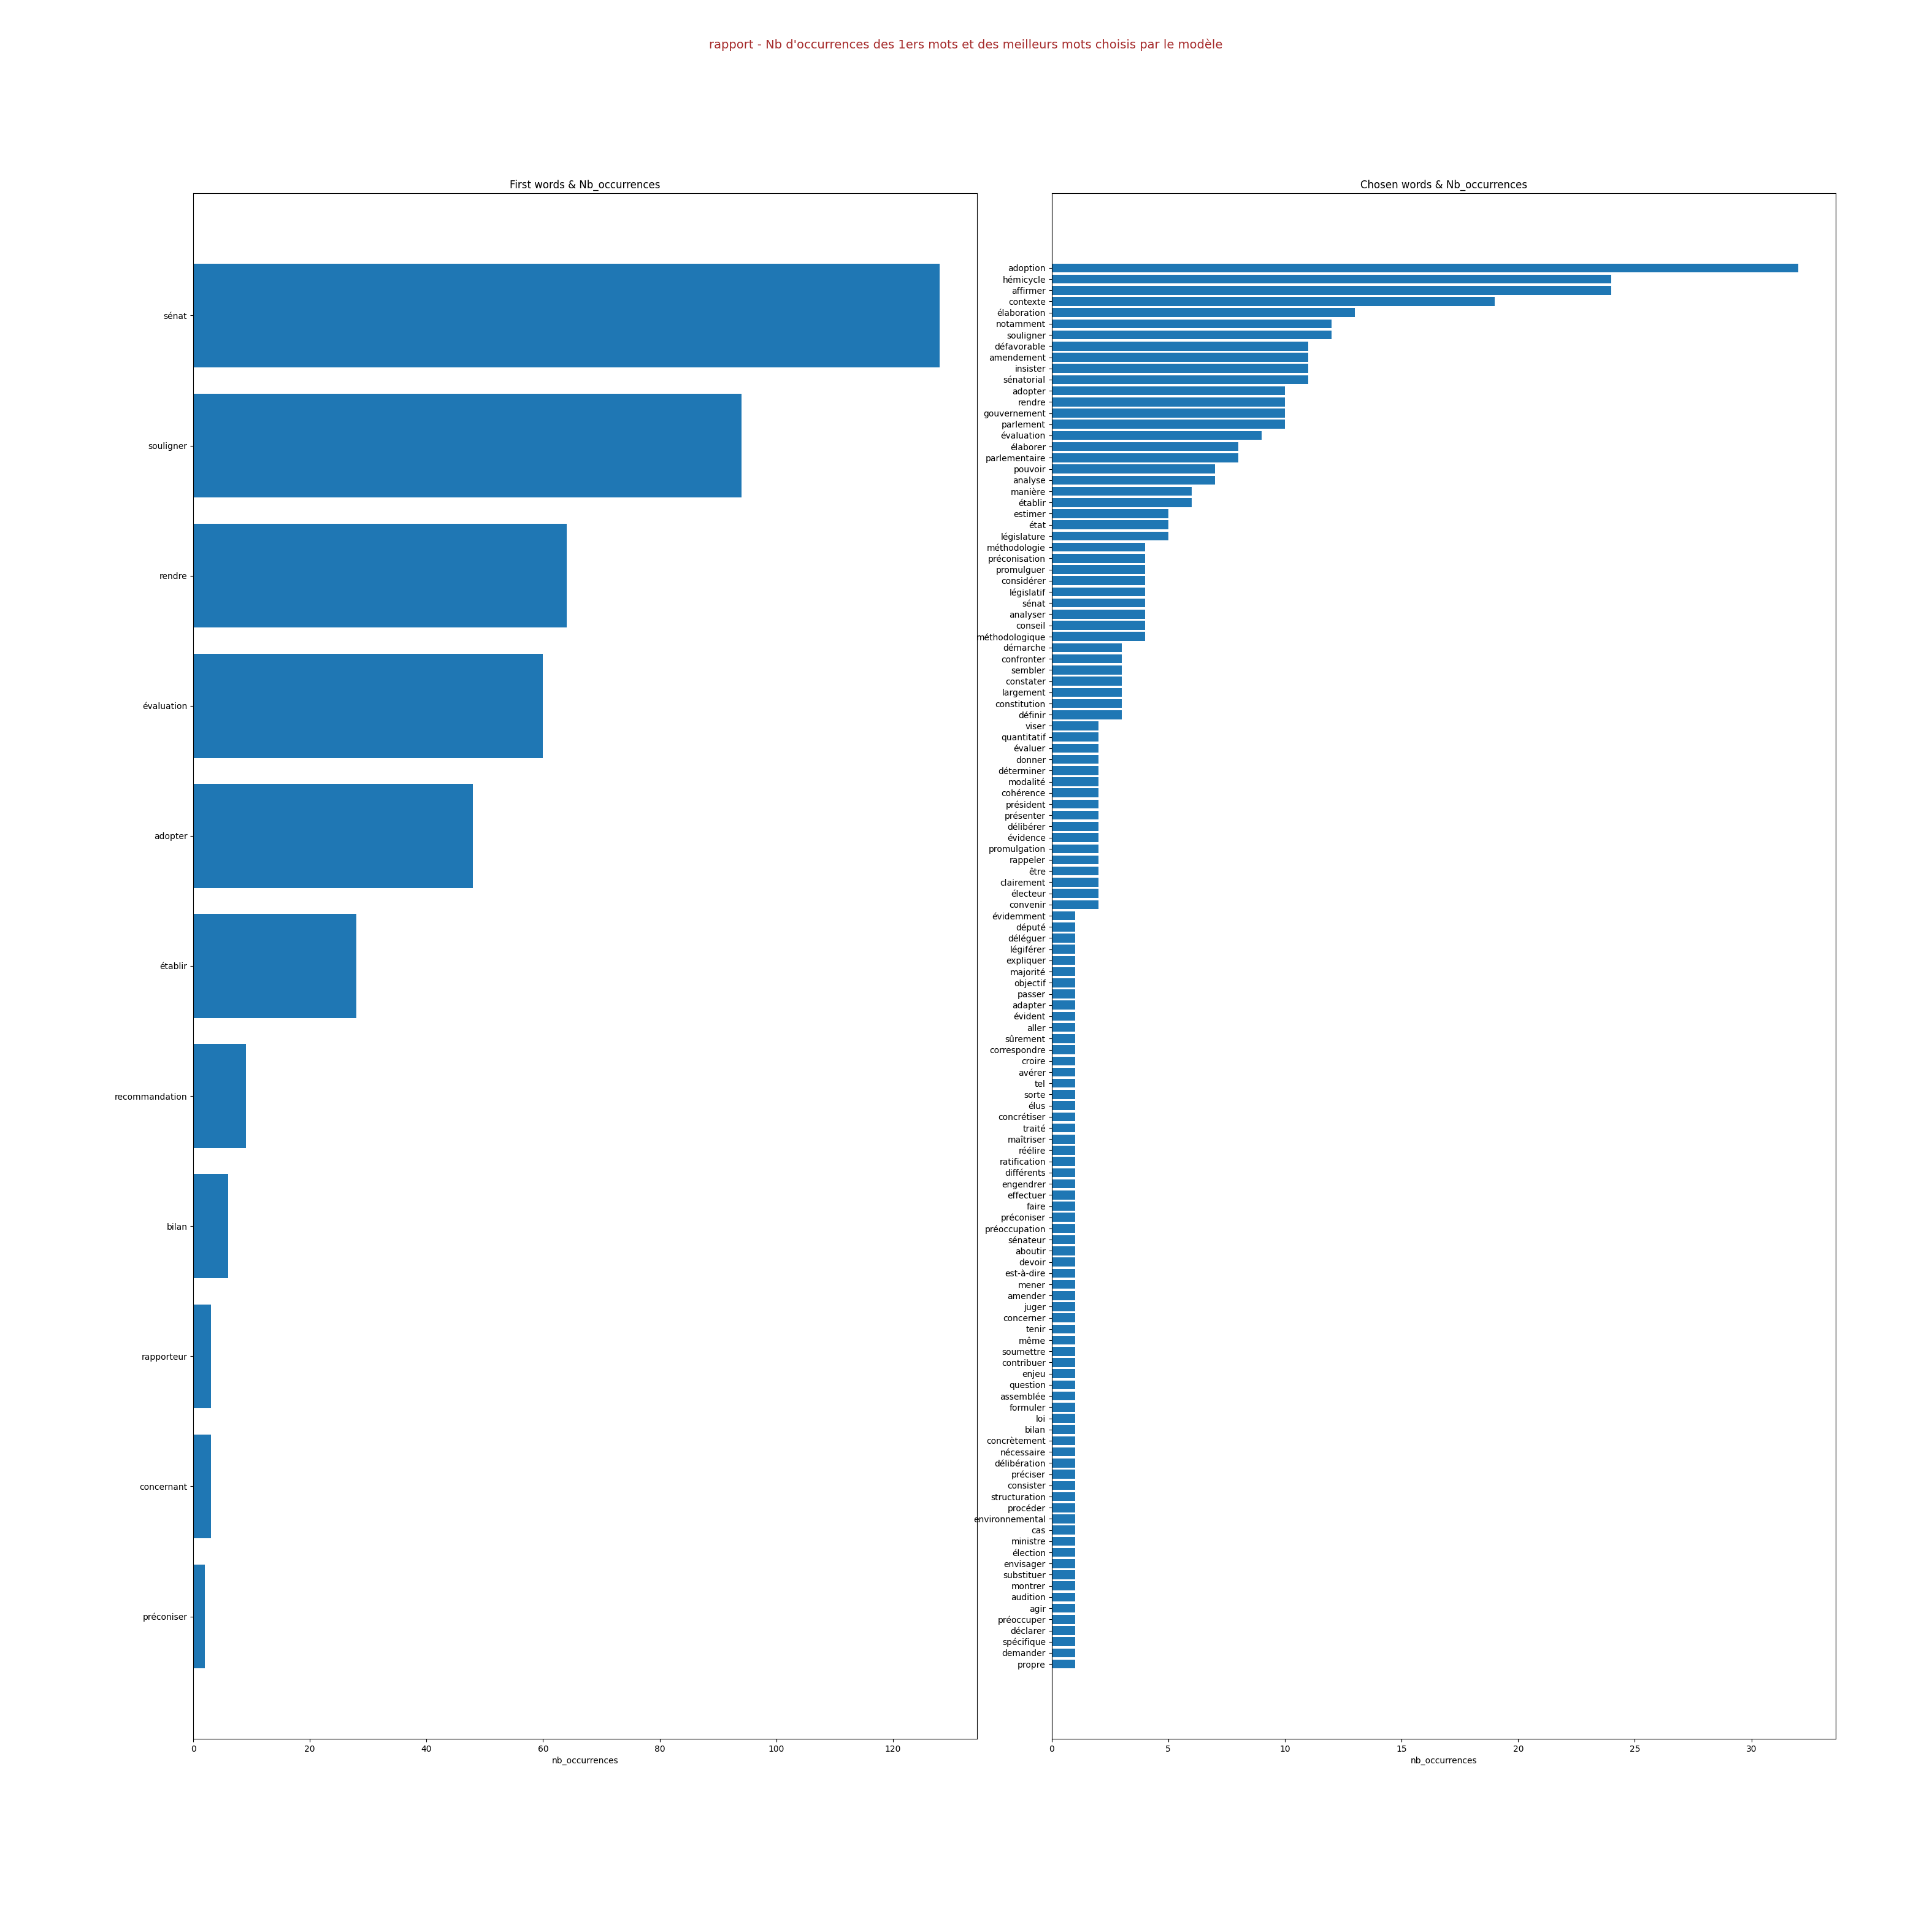 rapport - Nb d'occurrences des 1ers mots et des meilleurs mots choisis par le modèle
First words & Nb_occurrences
sénat
souligner
rendre
évaluation
adopter
établir
recommandation
bilan
rapporteur
concernant
préconiser
0 20 40 60 80 100 120
nb_occurrences
Chosen words & Nb_occurrences
adoption
hémicycle
affirmer
contexte
élaboration
notamment
souligner
défavorable
amendement
insister
sénatorial
adopter
rendre
gouvernement
parlement
évaluation
élaborer
parlementaire
pouvoir
analyse
manière
établir
estimer
état
législature
méthodologie
préconisation
promulguer
considérer
législatif
sénat
analyser
conseil
méthodologique
démarche
confronter
sembler
constater
largement
constitution
définir
viser
quantitatif
évaluer
donner
déterminer
modalité
cohérence
président
présenter
délibérer
évidence
promulgation
rappeler
être
clairement
électeur
convenir
évidemment
député
déléguer
légiférer
expliquer
majorité
objectif
passer
adapter
évident
aller
sûrement
correspondre
croire
avérer
tel
sorte
élus
concrétiser
traité
maîtriser
réélire
ratification
différents
engendrer
effectuer
faire
préconiser
préoccupation
sénateur
aboutir
devoir
est-à-dire
mener
amender
juger
concerner
tenir
même
soumettre
contribuer
enjeu
question
assemblée
formuler
loi
bilan
concrètement
nécessaire
délibération
préciser
consister
structuration
procéder
environnemental
cas
ministre
élection
envisager
substituer
montrer
audition
agir
préoccuper
déclarer
spécifique
demander
propre
0 5 10 15 20 25 30
nb_occurrences